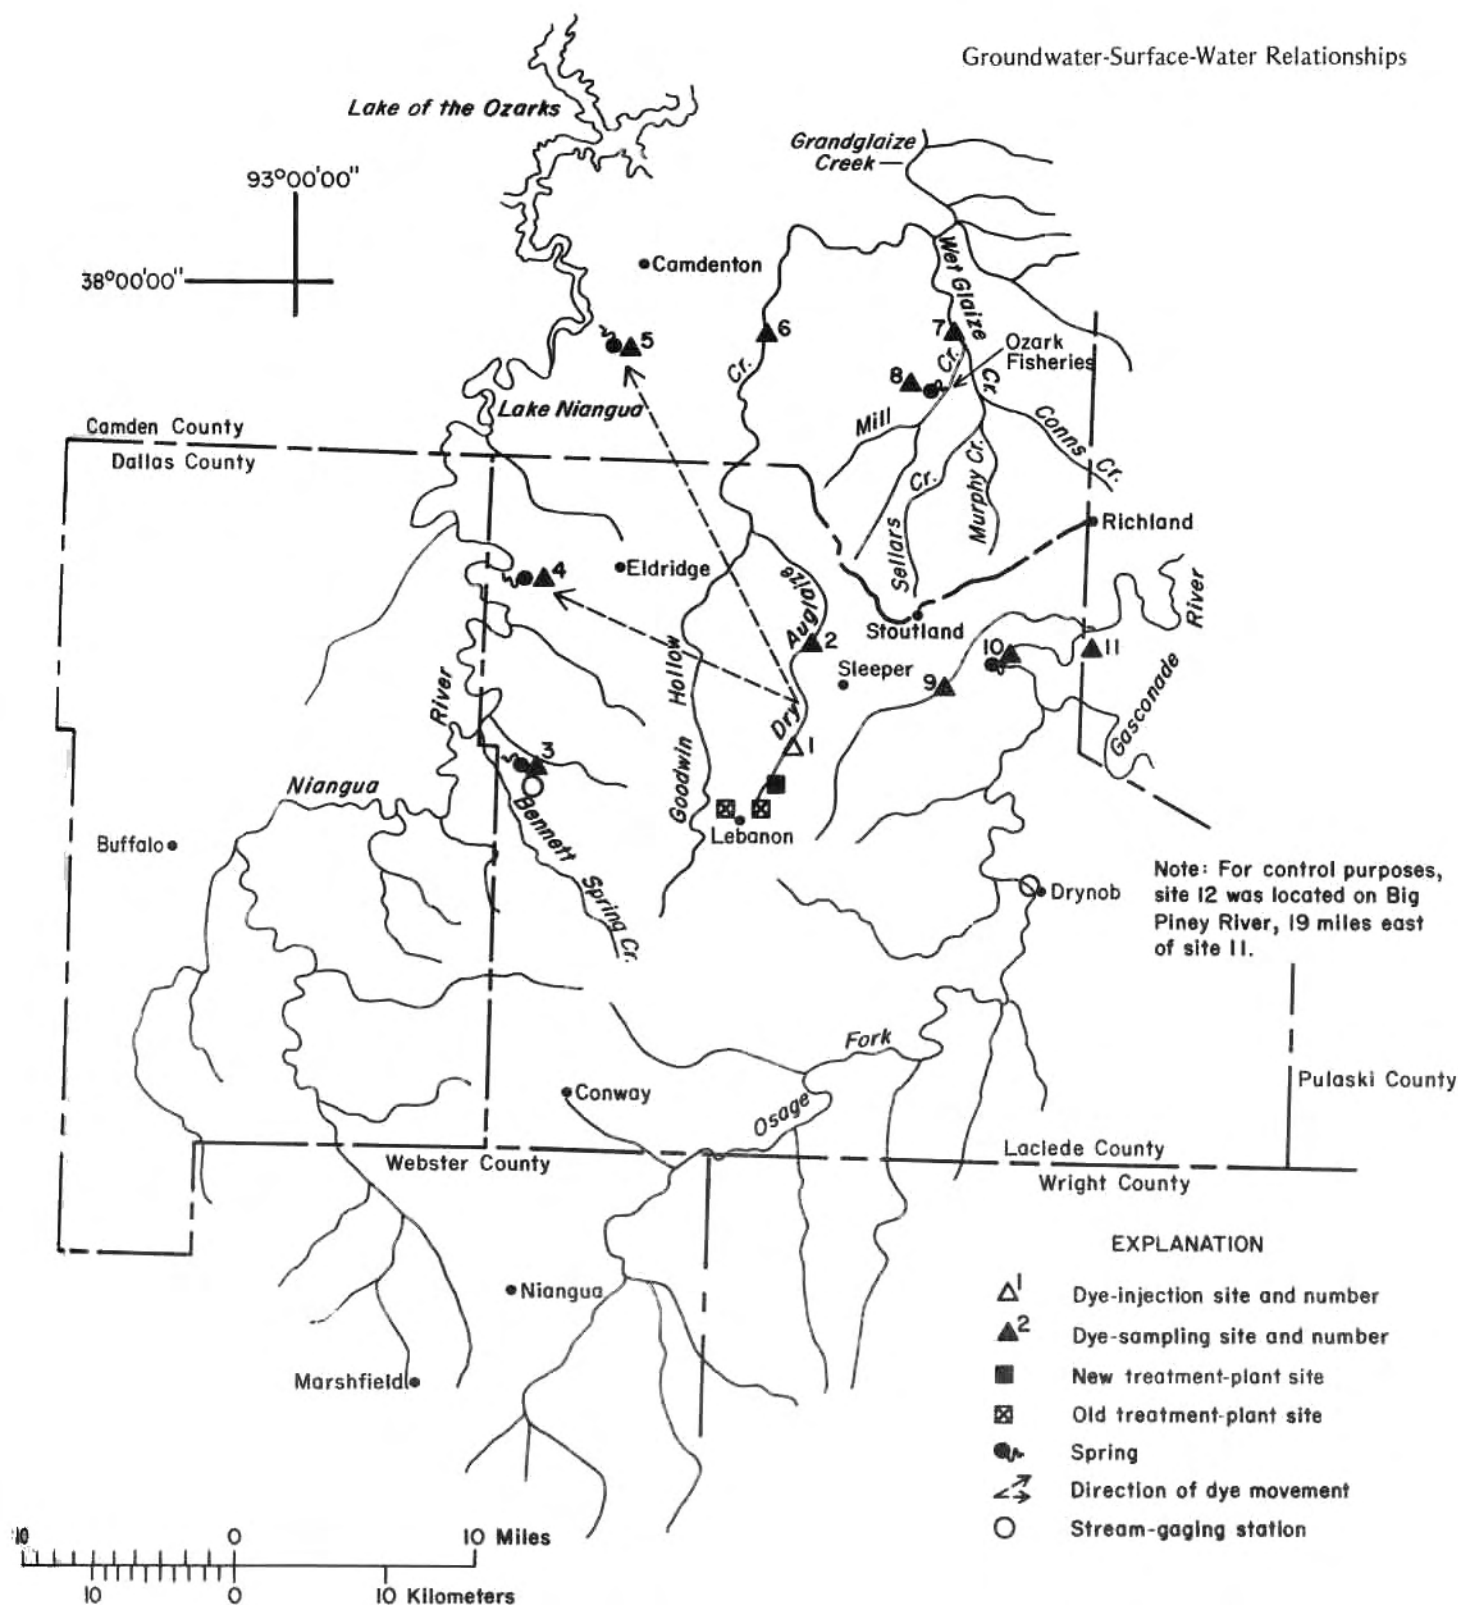 Groundwater-Surface-Water Relationships
Lake of the Ozarks
Grandglaize
Creek
93°00'00"
38°00'00"
Camdenton
Wet Glaize
Cr.
5
6
7
Ozark
Fisheries
8
Cr.
Cr.
Mill
Lake Niangua
Conns
Cr.
Camden County
Dallas County
Cr.
Murphy Cr.
Sellars
Richland
4
Eldridge
Auglaize
Stoutland
River
2
Sleeper
10
11
9
Hollow
Goodwin
River
Dry
1
Gasconade
3
Niangua
Bennett
Spring Cr.
Lebanon
Buffalo
Drynob
Note: For control purposes,
site 12 was located on Big
Piney River, 19 miles east
of site 11.
Fork
Osage
Conway
Pulaski County
Webster County
Laclede County
Wright County
EXPLANATION
1 Dye-injection site and number
2 Dye-sampling site and number
New treatment-plant site
Old treatment-plant site
Spring
Direction of dye movement
Stream-gaging station
Niangua
Marshfield
10 0 10 Miles
10 0 10 Kilometers